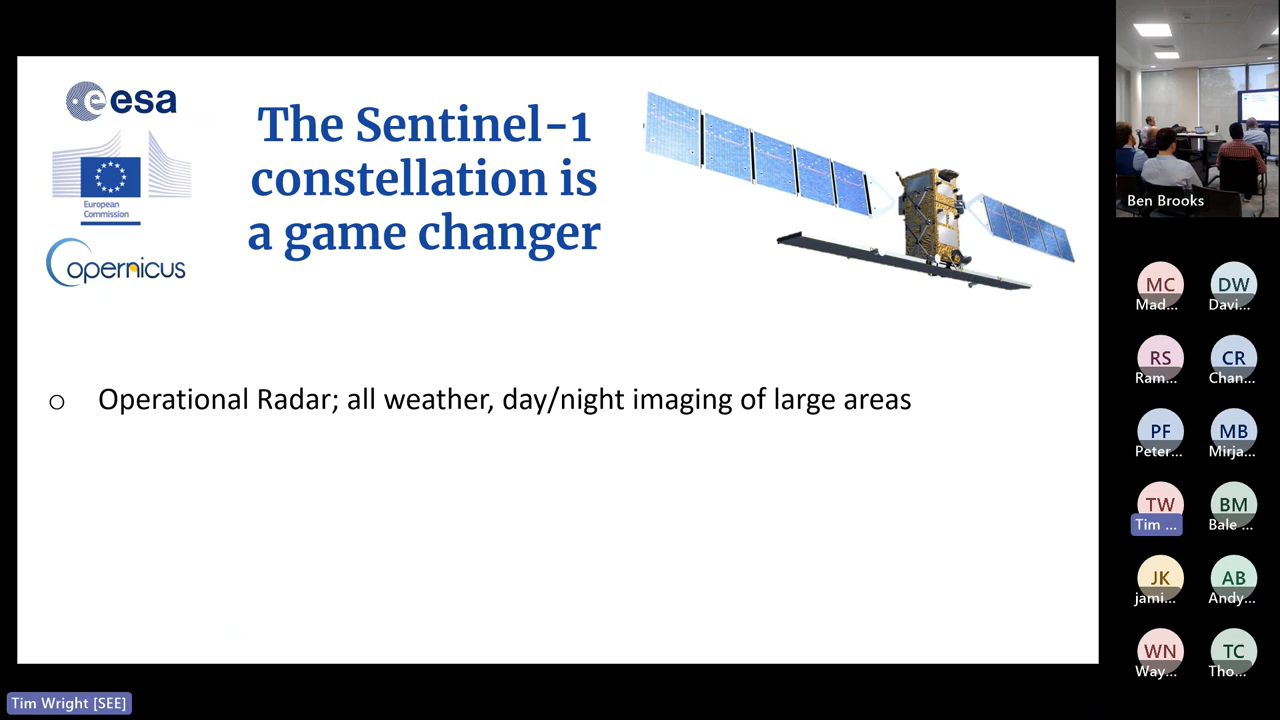 esa
European
Commission
Copernicus
The Sentinel-1
constellation is
a game changer
o Operational Radar; all weather, day/night imaging of large areas
Ben Brooks
MC
Mad...
DW
Davi...
RS
Ram...
CR
Chan...
PF
Peter...
MB
Mirja...
TW
Tim ...
BM
Bale ...
JK
jami...
AB
Andy...
WN
Way...
TC
Tho...
Tim Wright [SEE]